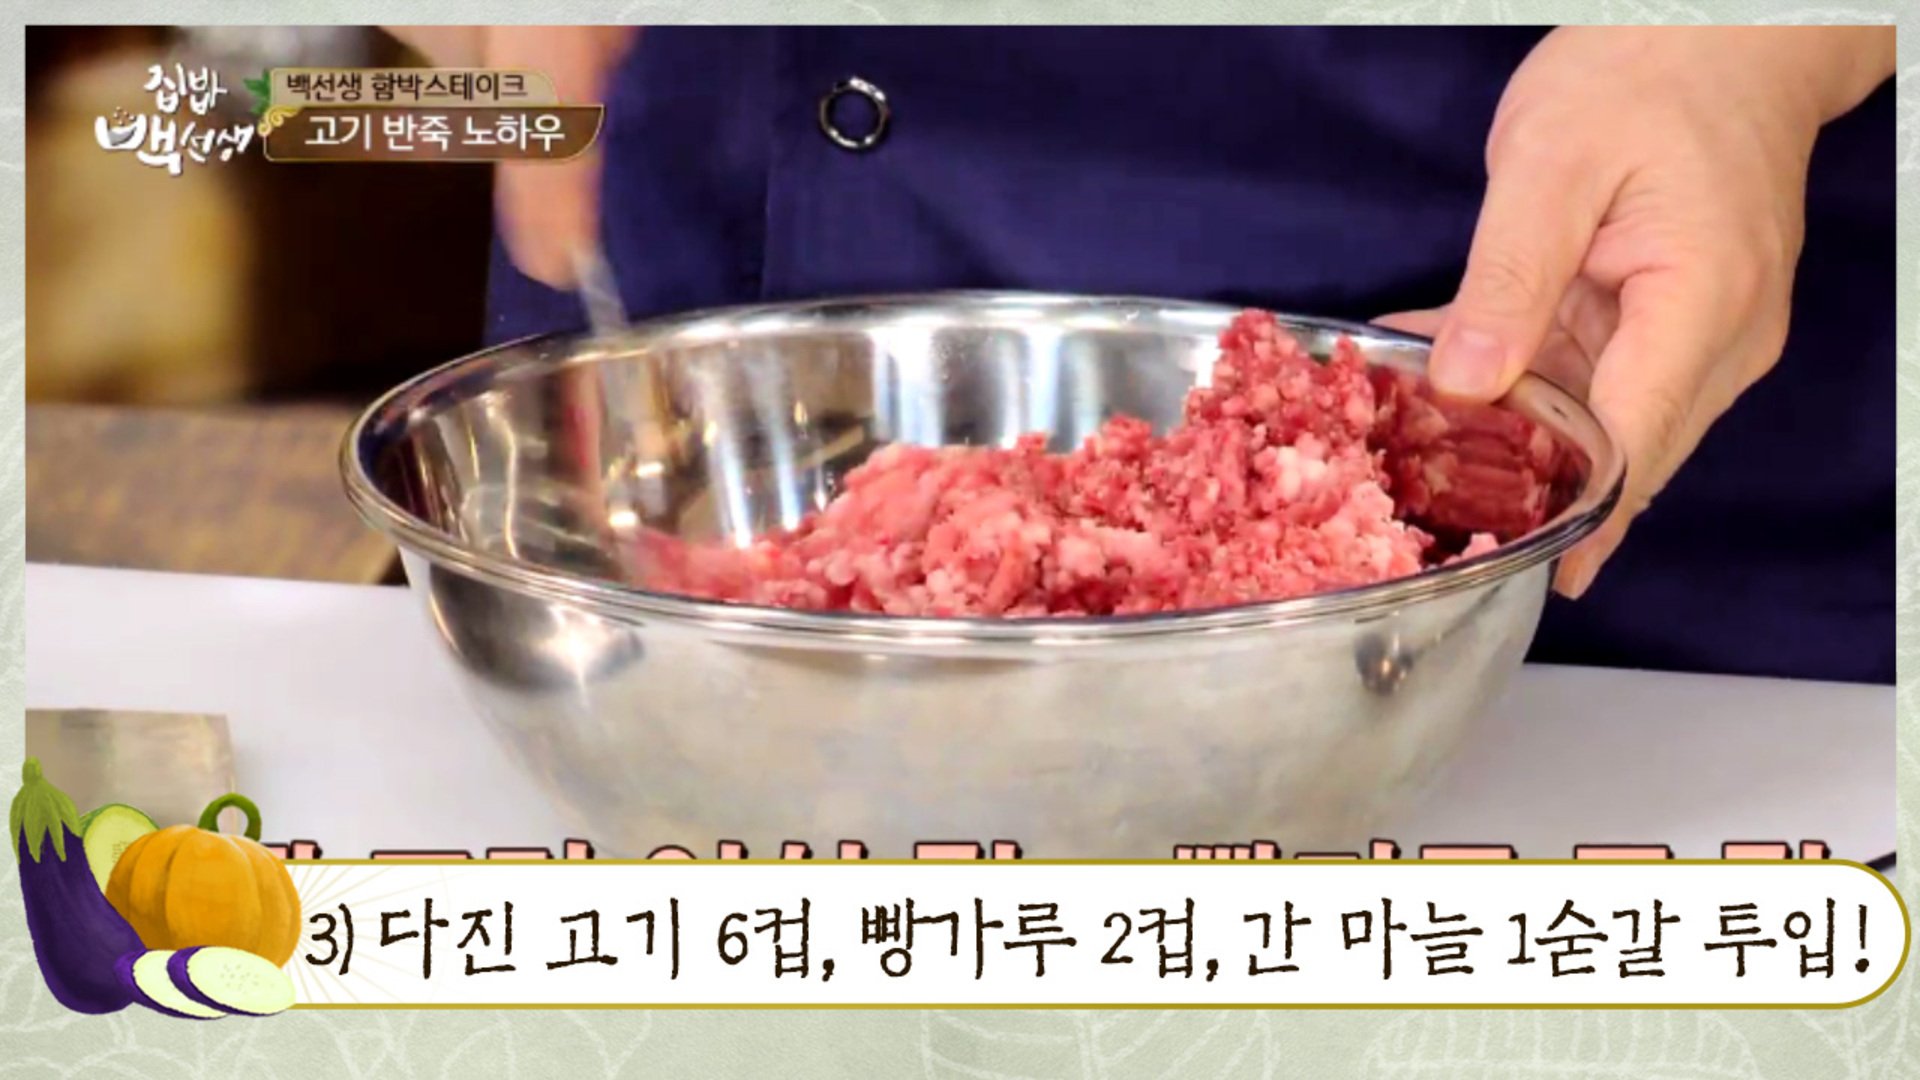 집밥
백선생
백선생 함박스테이크
고기 반죽 노하우
3) 다진 고기 6컵, 빵가루 2컵, 간 마늘 1숟갈 투입!